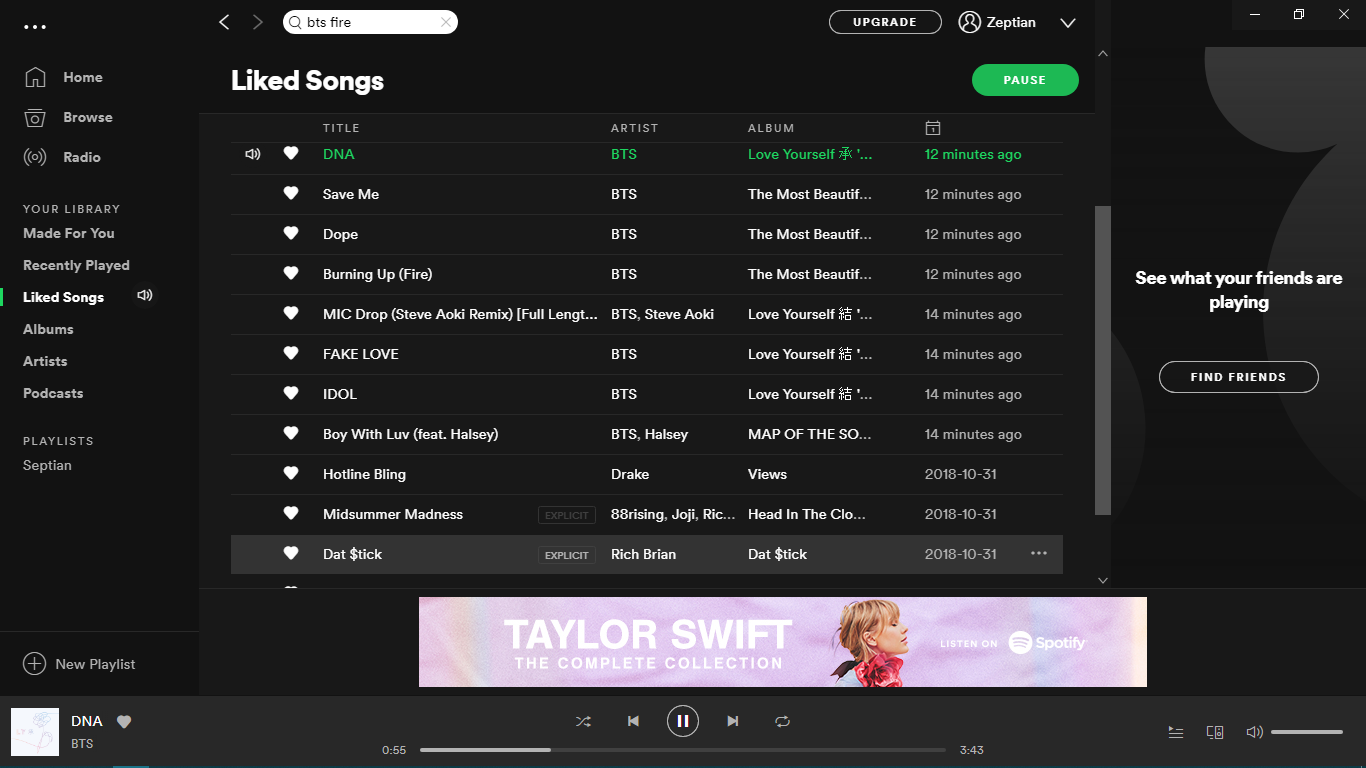 bts fire
UPGRADE
Zeptian
Home
Browse
Radio
YOUR LIBRARY
Made For You
Recently Played
Liked Songs
Albums
Artists
Podcasts
PLAYLISTS
Septian
New Playlist
Liked Songs
PAUSE
TITLE ARTIST ALBUM
DNA BTS Love Yourself 承 '... 12 minutes ago
Save Me BTS The Most Beautif... 12 minutes ago
Dope BTS The Most Beautif... 12 minutes ago
Burning Up (Fire) BTS The Most Beautif... 12 minutes ago
MIC Drop (Steve Aoki Remix) [Full Lengt... BTS, Steve Aoki Love Yourself 結 '... 14 minutes ago
FAKE LOVE BTS Love Yourself 結 '... 14 minutes ago
IDOL BTS Love Yourself 結 '... 14 minutes ago
Boy With Luv (feat. Halsey) BTS, Halsey MAP OF THE SO... 14 minutes ago
Hotline Bling Drake Views 2018-10-31
Midsummer Madness EXPLICIT 88rising, Joji, Ric... Head In The Clo... 2018-10-31
Dat $tick EXPLICIT Rich Brian Dat $tick 2018-10-31
See what your friends are
playing
FIND FRIENDS
TAYLOR SWIFT
THE COMPLETE COLLECTION
LISTEN ON Spotify
DNA
BTS
0:55
3:43